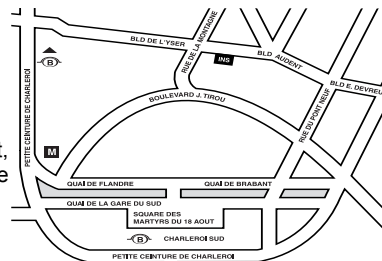 BLD DE L'YSER
RUE DE LA MONTAGNE
INS
BLD AUDENT
BLD E. DEVREU
B
BOULEVARD J. TIROU
RUE DU PONT NEUF
PETITE CEINTURE DE CHARLEROI
M
t,
e
QUAI DE FLANDRE
QUAI DE BRABANT
QUAI DE LA GARE DU SUD
SQUARE DES
MARTYRS DU 18 AOUT
B
CHARLEROI SUD
PETITE CEINTURE DE CHARLEROI